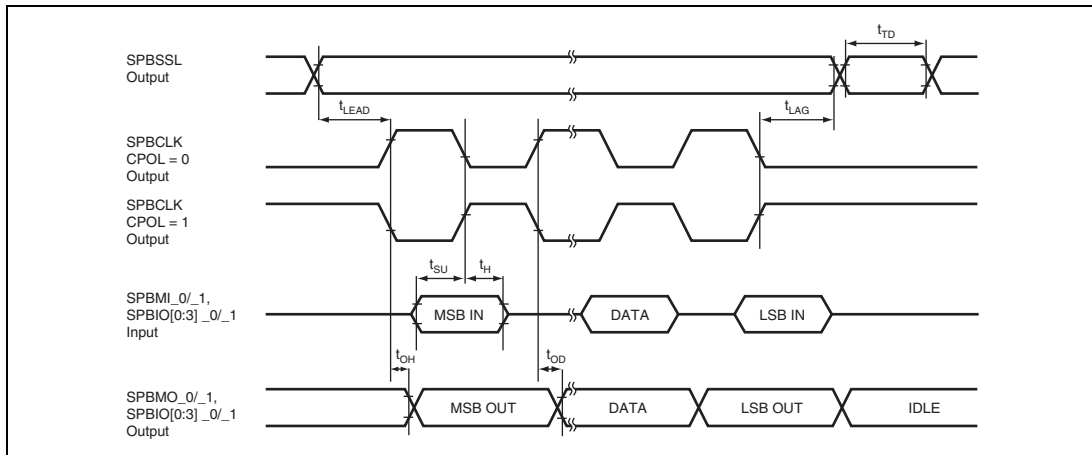 SPBSSL
Output
tTD
tLEAD
tLAG
SPBCLK
CPOL = 0
Output
SPBCLK
CPOL = 1
Output
tSU
tH
SPBMI_0/_1,
SPBIO[0:3] _0/_1
Input
MSB IN
DATA
LSB IN
tOH
tOD
SPBMO_0/_1,
SPBIO[0:3] _0/_1
Output
MSB OUT
DATA
LSB OUT
IDLE